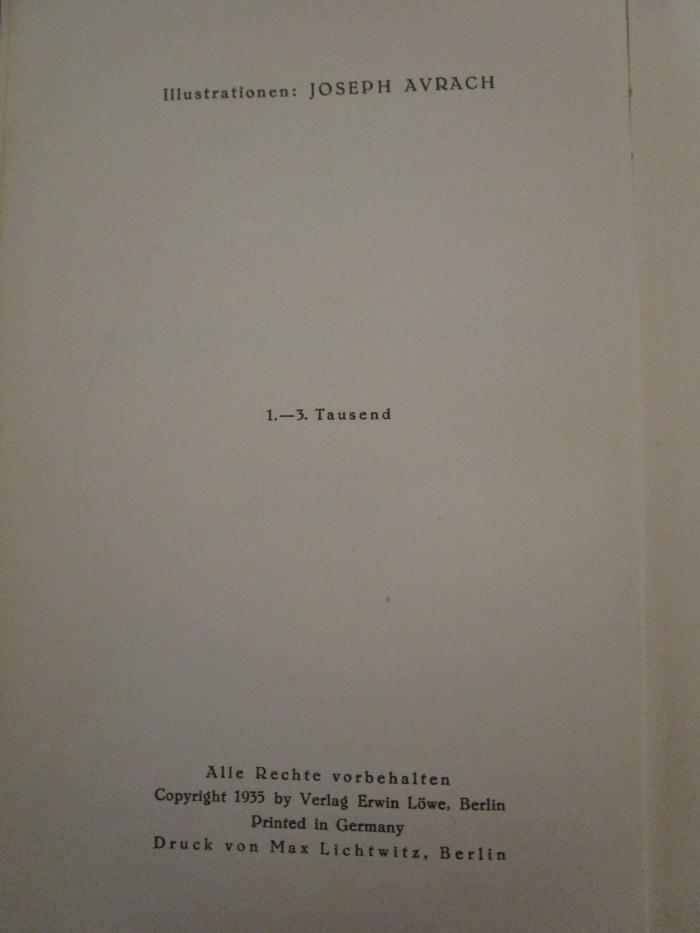 Illustrationen: JOSEPH AVRACH
1.—3. Tausend
Alle Rechte vorbehalten
Copyright 1935 by Verlag Erwin Löwe, Berlin
Printed in Germany
Druck von Max Lichtwitz, Berlin